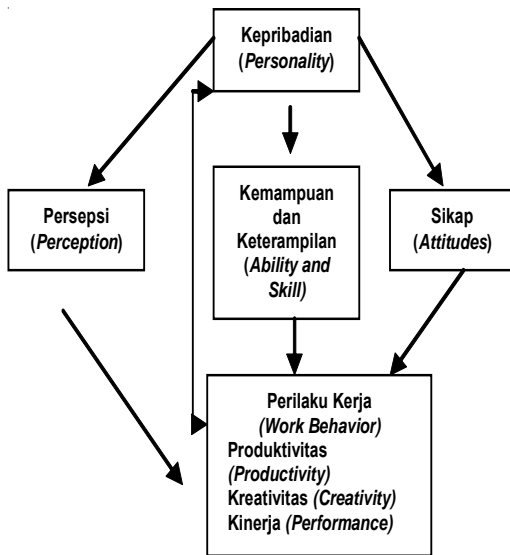 Kepribadian
(Personality)
Persepsi
(Perception)
Kemampuan
dan
Keterampilan
(Ability and
Skill)
Sikap
(Attitudes)
Perilaku Kerja
(Work Behavior)
Produktivitas
(Productivity)
Kreativitas (Creativity)
Kinerja (Performance)